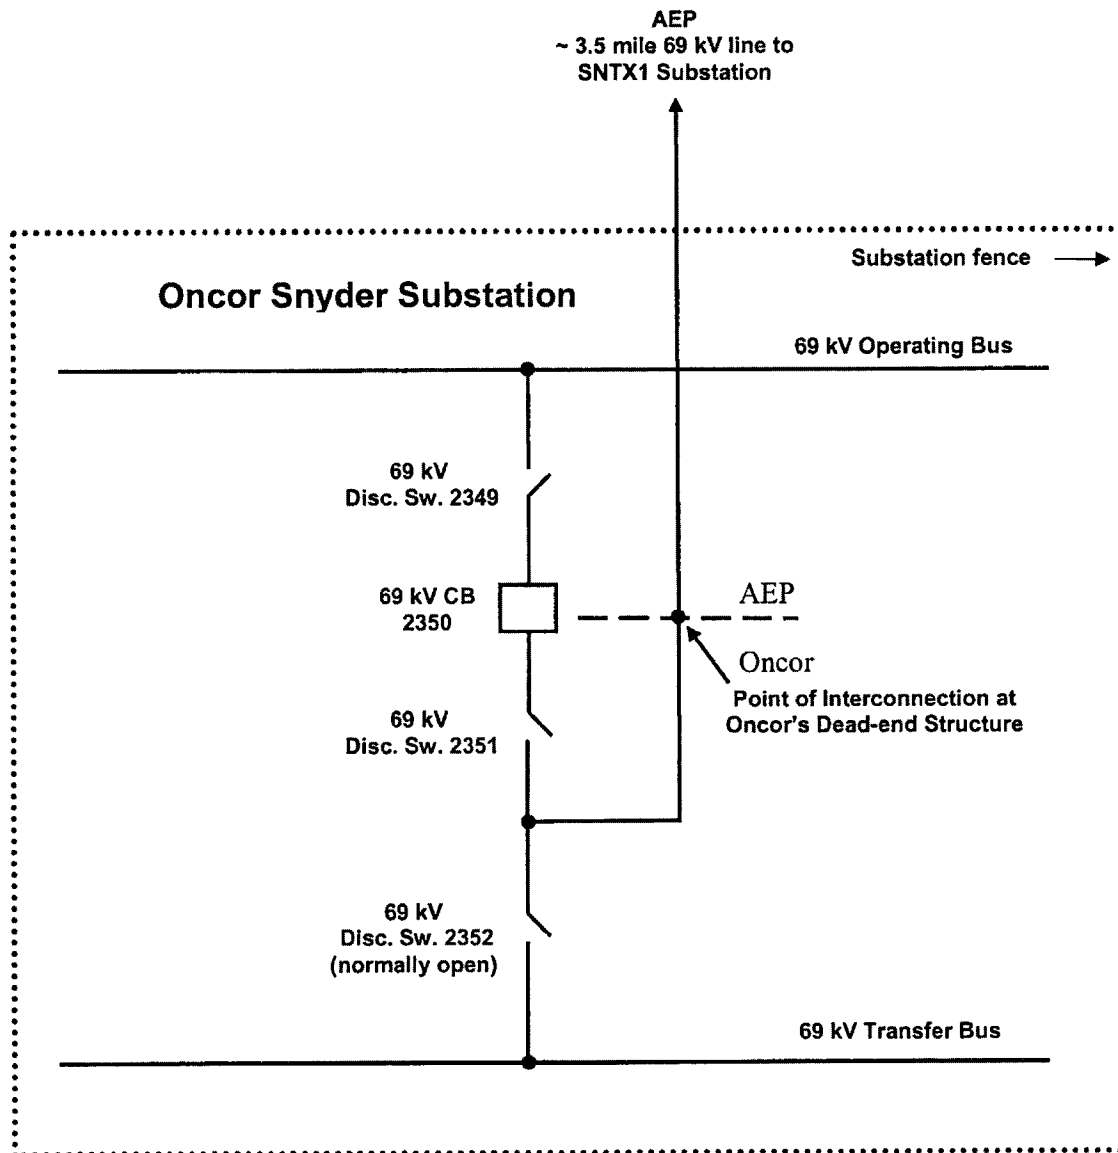 AEP
~ 3.5 mile 69 kV line to
SNTX1 Substation
Substation fence
Oncor Snyder Substation
69 kV Operating Bus
69 kV
Disc. Sw. 2349
69 kV CB
2350
AEP
Oncor
Point of Interconnection at
Oncor's Dead-end Structure
69 kV
Disc. Sw. 2351
69 kV
Disc. Sw. 2352
(normally open)
69 kV Transfer Bus